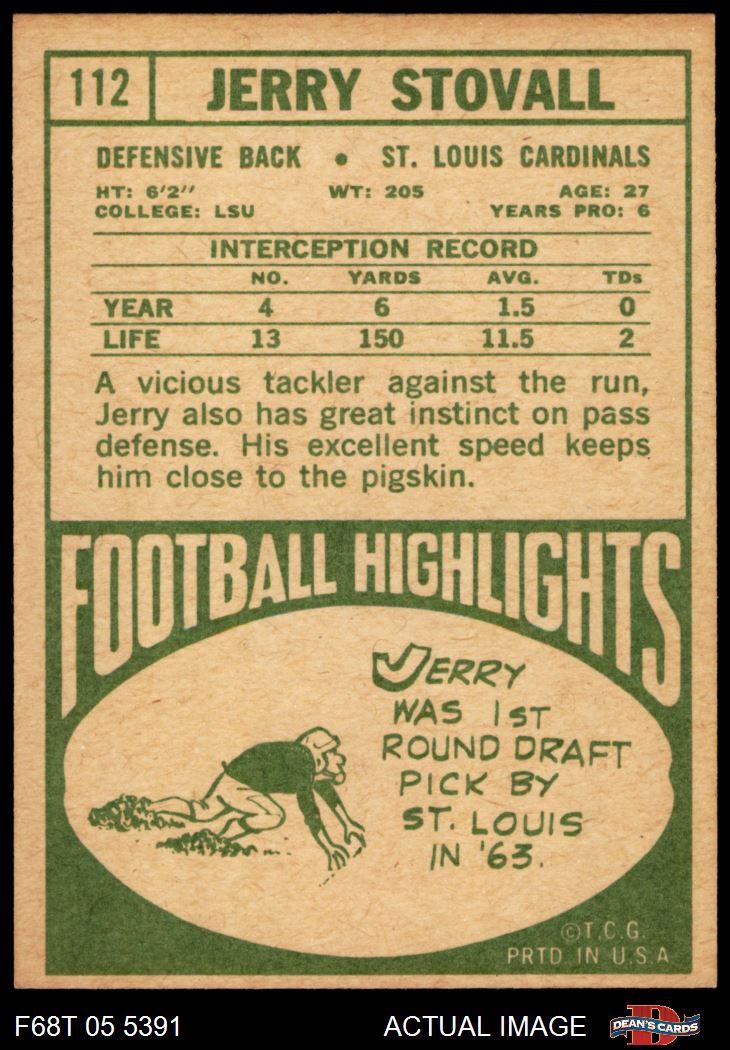 112 JERRY STOVALL
DEFENSIVE BACK • ST. LOUIS CARDINALS
HT: 6'2" WT: 205 AGE: 27
COLLEGE: LSU YEARS PRO: 6
INTERCEPTION RECORD
NO. YARDS AVG. TDs
YEAR 4 6 1.5 0
LIFE 13 150 11.5 2
A vicious tackler against the run,
Jerry also has great instinct on pass
defense. His excellent speed keeps
him close to the pigskin.
FOOTBALL HIGHLIGHTS
JERRY
WAS 1ST
ROUND DRAFT
PICK BY
ST. LOUIS
IN '63.
©T.C.G.
PRTD. IN U.S.A
F68T 05 5391 ACTUAL IMAGE DEAN'S CARDS